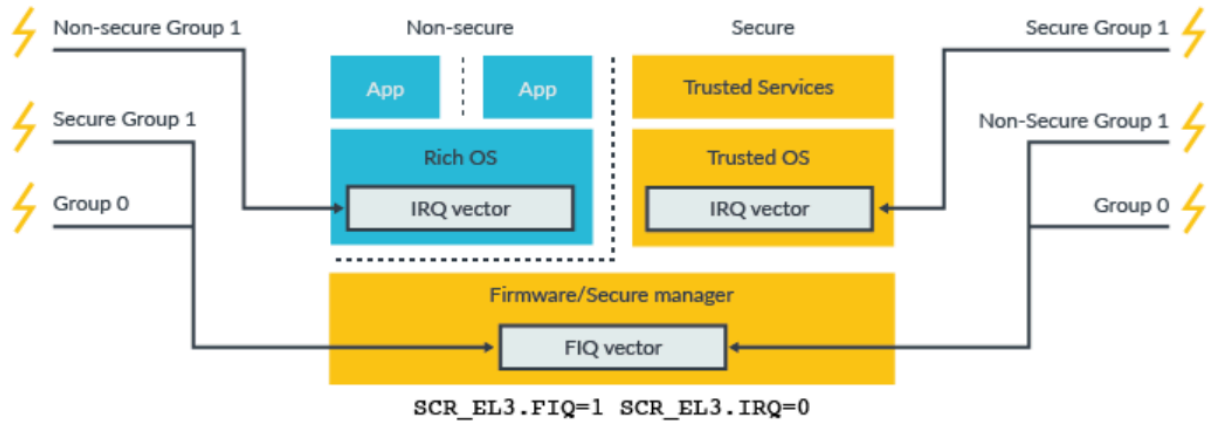 Non-secure Group 1
Non-secure
Secure
Secure Group 1
App
App
Trusted Services
Secure Group 1
Non-Secure Group 1
Rich OS
Trusted OS
Group 0
IRQ vector
IRQ vector
Group 0
Firmware/Secure manager
FIQ vector
SCR_EL3.FIQ=1 SCR_EL3.IRQ=0